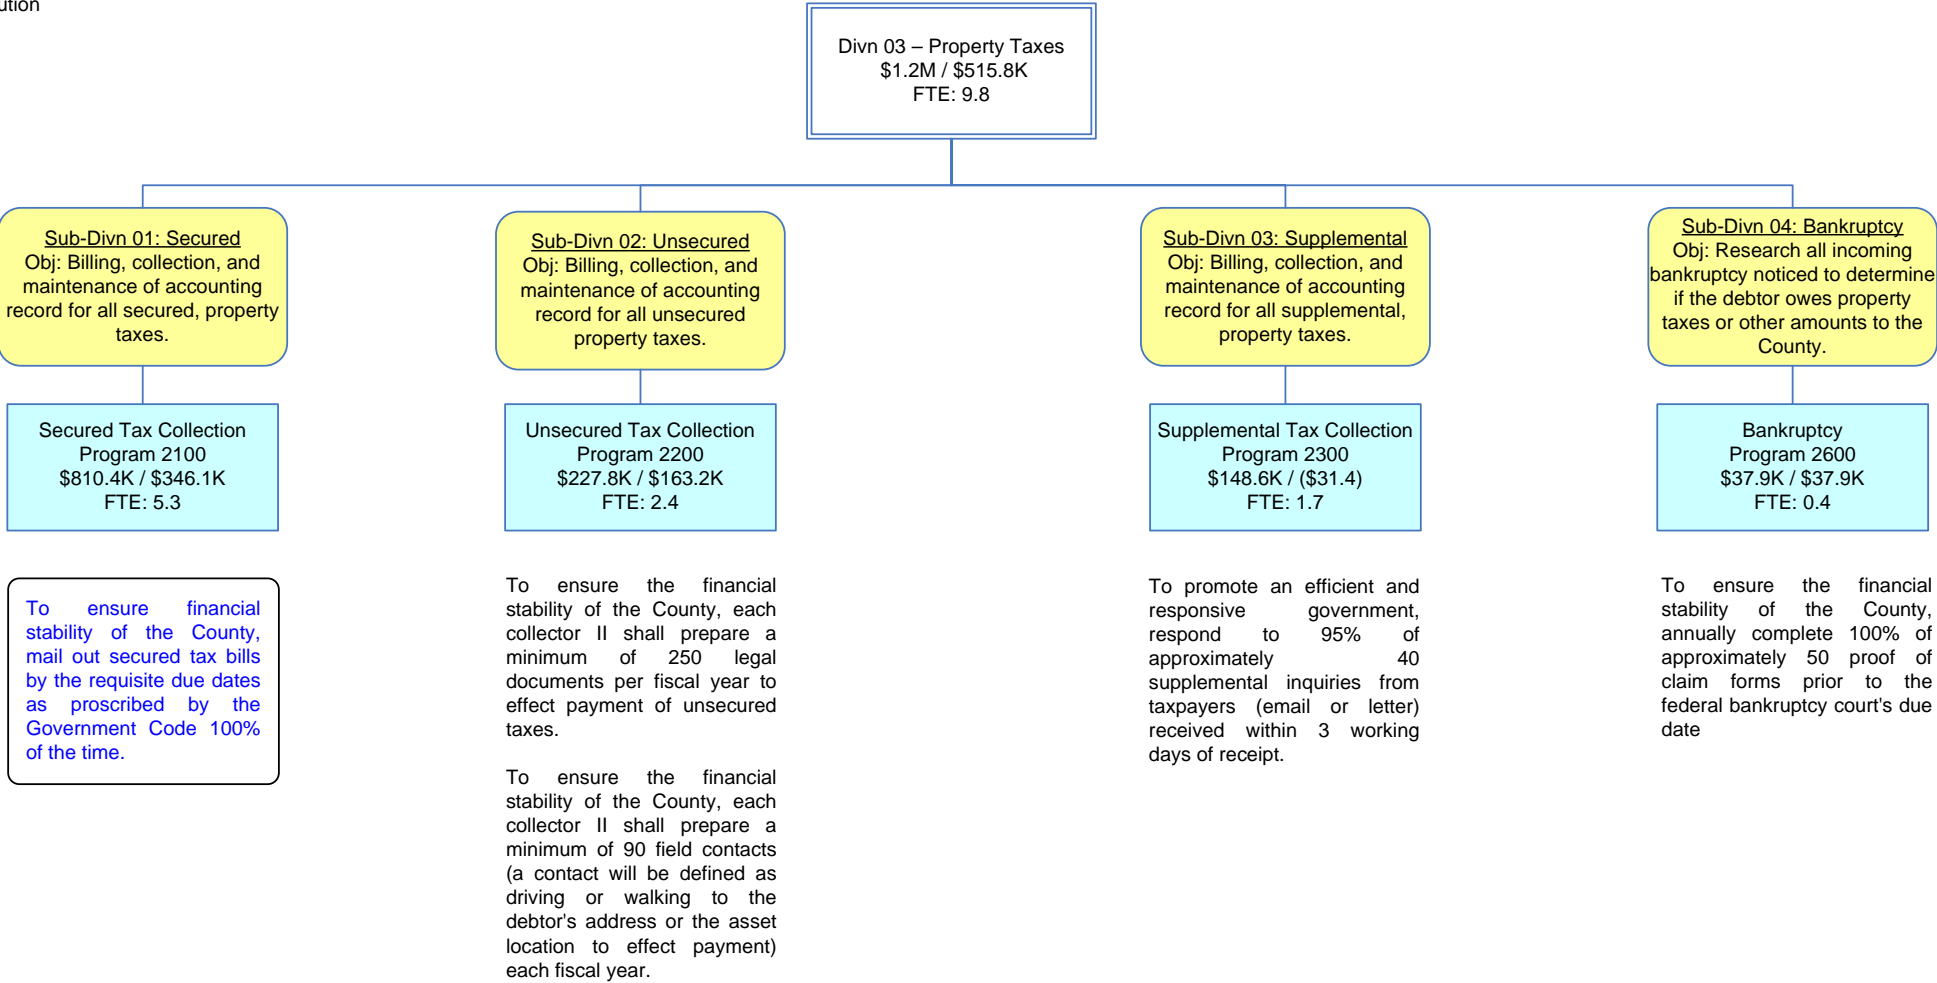 ution
Divn 03 – Property Taxes
$1.2M / $515.8K
FTE: 9.8
Sub-Divn 01: Secured
Obj: Billing, collection, and
maintenance of accounting
record for all secured, property
taxes.
Sub-Divn 02: Unsecured
Obj: Billing, collection, and
maintenance of accounting
record for all unsecured
property taxes.
Sub-Divn 03: Supplemental
Obj: Billing, collection, and
maintenance of accounting
record for all supplemental,
property taxes.
Sub-Divn 04: Bankruptcy
Obj: Research all incoming
bankruptcy noticed to determine
if the debtor owes property
taxes or other amounts to the
County.
Secured Tax Collection
Program 2100
$810.4K / $346.1K
FTE: 5.3
Unsecured Tax Collection
Program 2200
$227.8K / $163.2K
FTE: 2.4
Supplemental Tax Collection
Program 2300
$148.6K / ($31.4)
FTE: 1.7
Bankruptcy
Program 2600
$37.9K / $37.9K
FTE: 0.4
To ensure financial
stability of the County,
mail out secured tax bills
by the requisite due dates
as proscribed by the
Government Code 100%
of the time.
To ensure the financial
stability of the County, each
collector II shall prepare a
minimum of 250 legal
documents per fiscal year to
effect payment of unsecured
taxes.
To ensure the financial
stability of the County, each
collector II shall prepare a
minimum of 90 field contacts
(a contact will be defined as
driving or walking to the
debtor's address or the asset
location to effect payment)
each fiscal year.
To promote an efficient and
responsive government,
respond to 95% of
approximately 40
supplemental inquiries from
taxpayers (email or letter)
received within 3 working
days of receipt.
To ensure the financial
stability of the County,
annually complete 100% of
approximately 50 proof of
claim forms prior to the
federal bankruptcy court's due
date